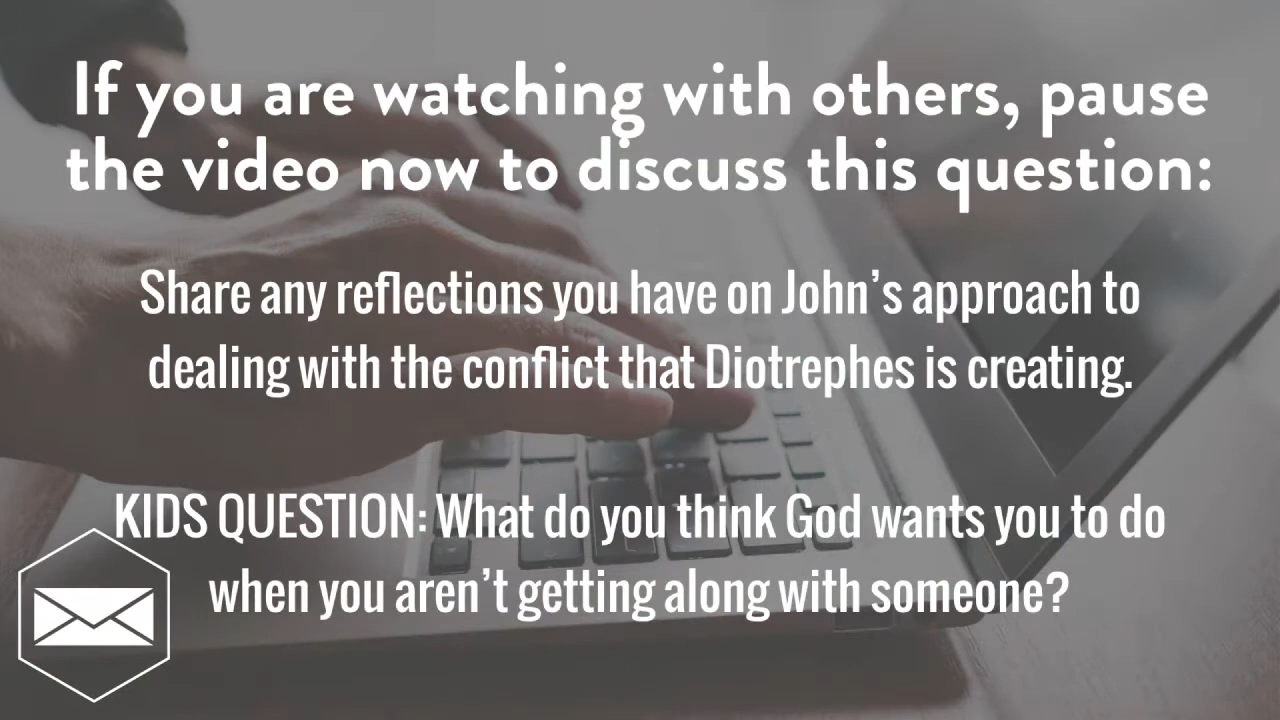 If you are watching with others, pause
the video now to discuss this question:
Share any reflections you have on John’s approach to
dealing with the conflict that Diotrephes is creating.
KIDS QUESTION: What do you think God wants you to do
when you aren’t getting along with someone?